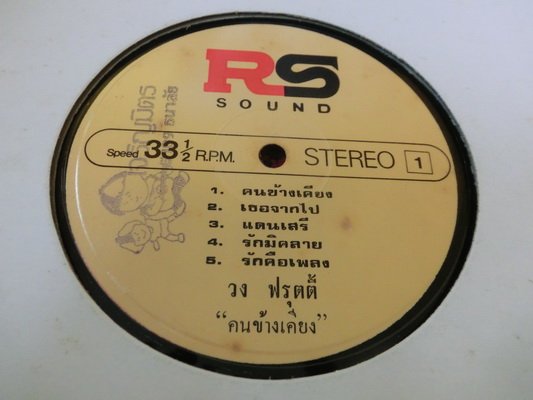 RS
SOUND
Speed 33 1/2 R.P.M. STEREO 1
1. คนข้างเคียง
2. เธอจากไป
3. แดนเสรี
4. รักมิคลาย
5. รักคือเพลง
วง ฟรุตตี้
"คนข้างเคียง"